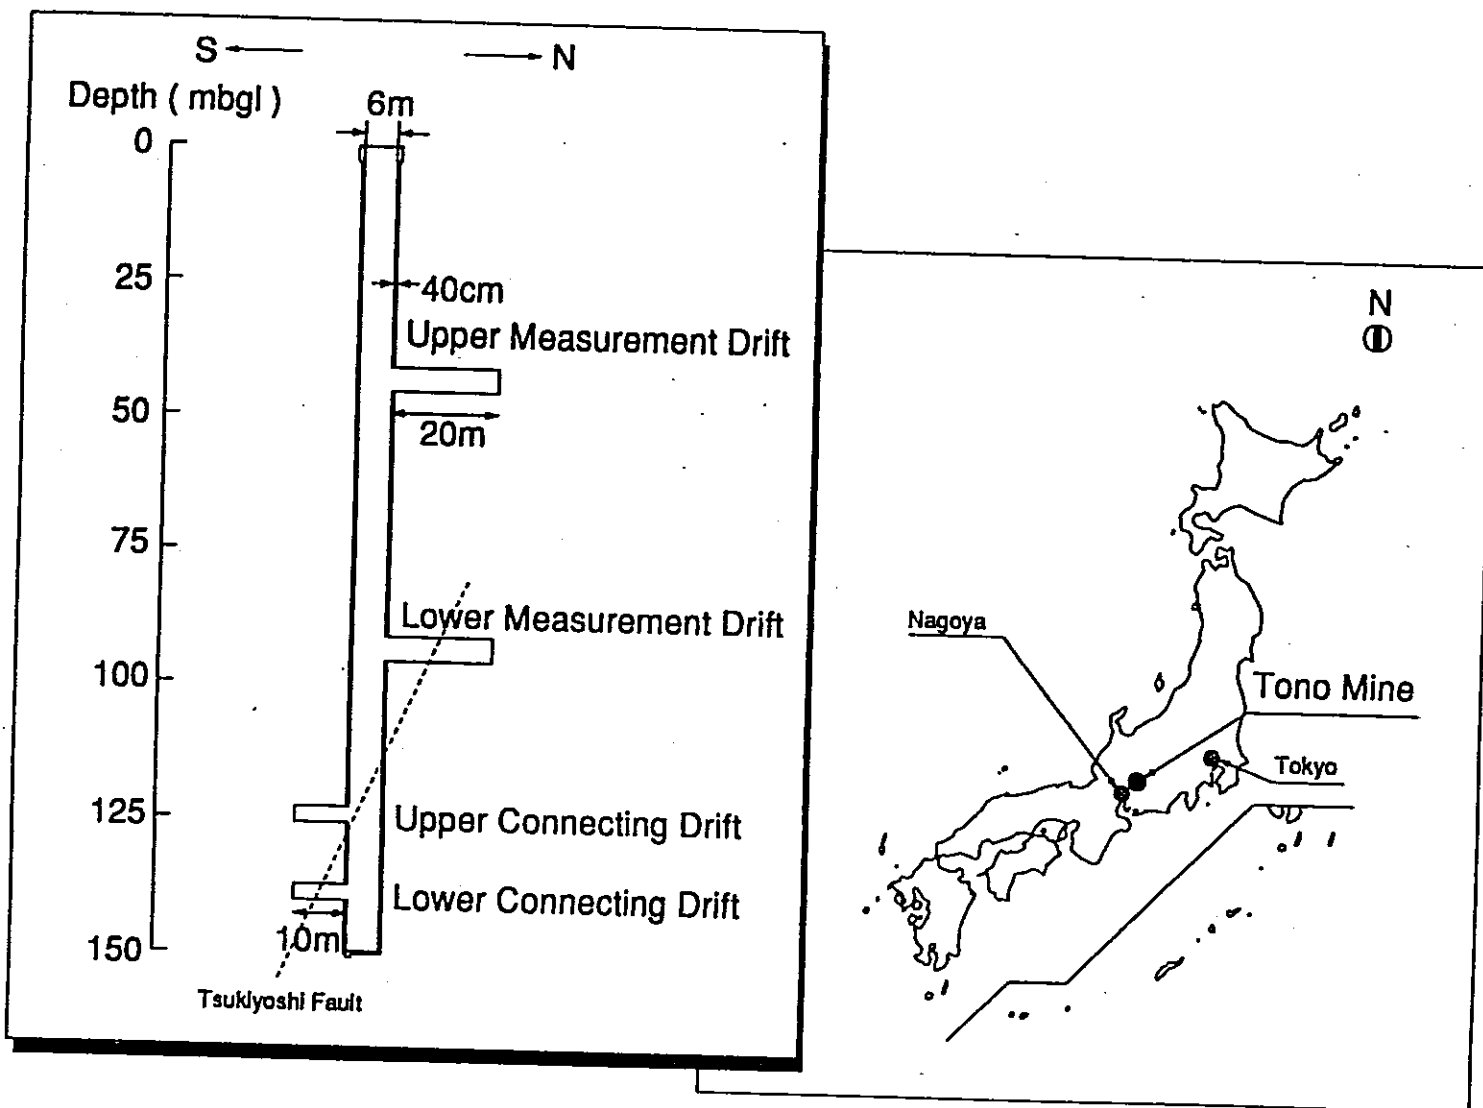 S
N
Depth ( mbgl )
6m
0
25
40cm
Upper Measurement Drift
50
20m
75
Lower Measurement Drift
100
125
Upper Connecting Drift
Lower Connecting Drift
10m
150
Tsukiyoshi Fault
N
Nagoya
Tono Mine
Tokyo